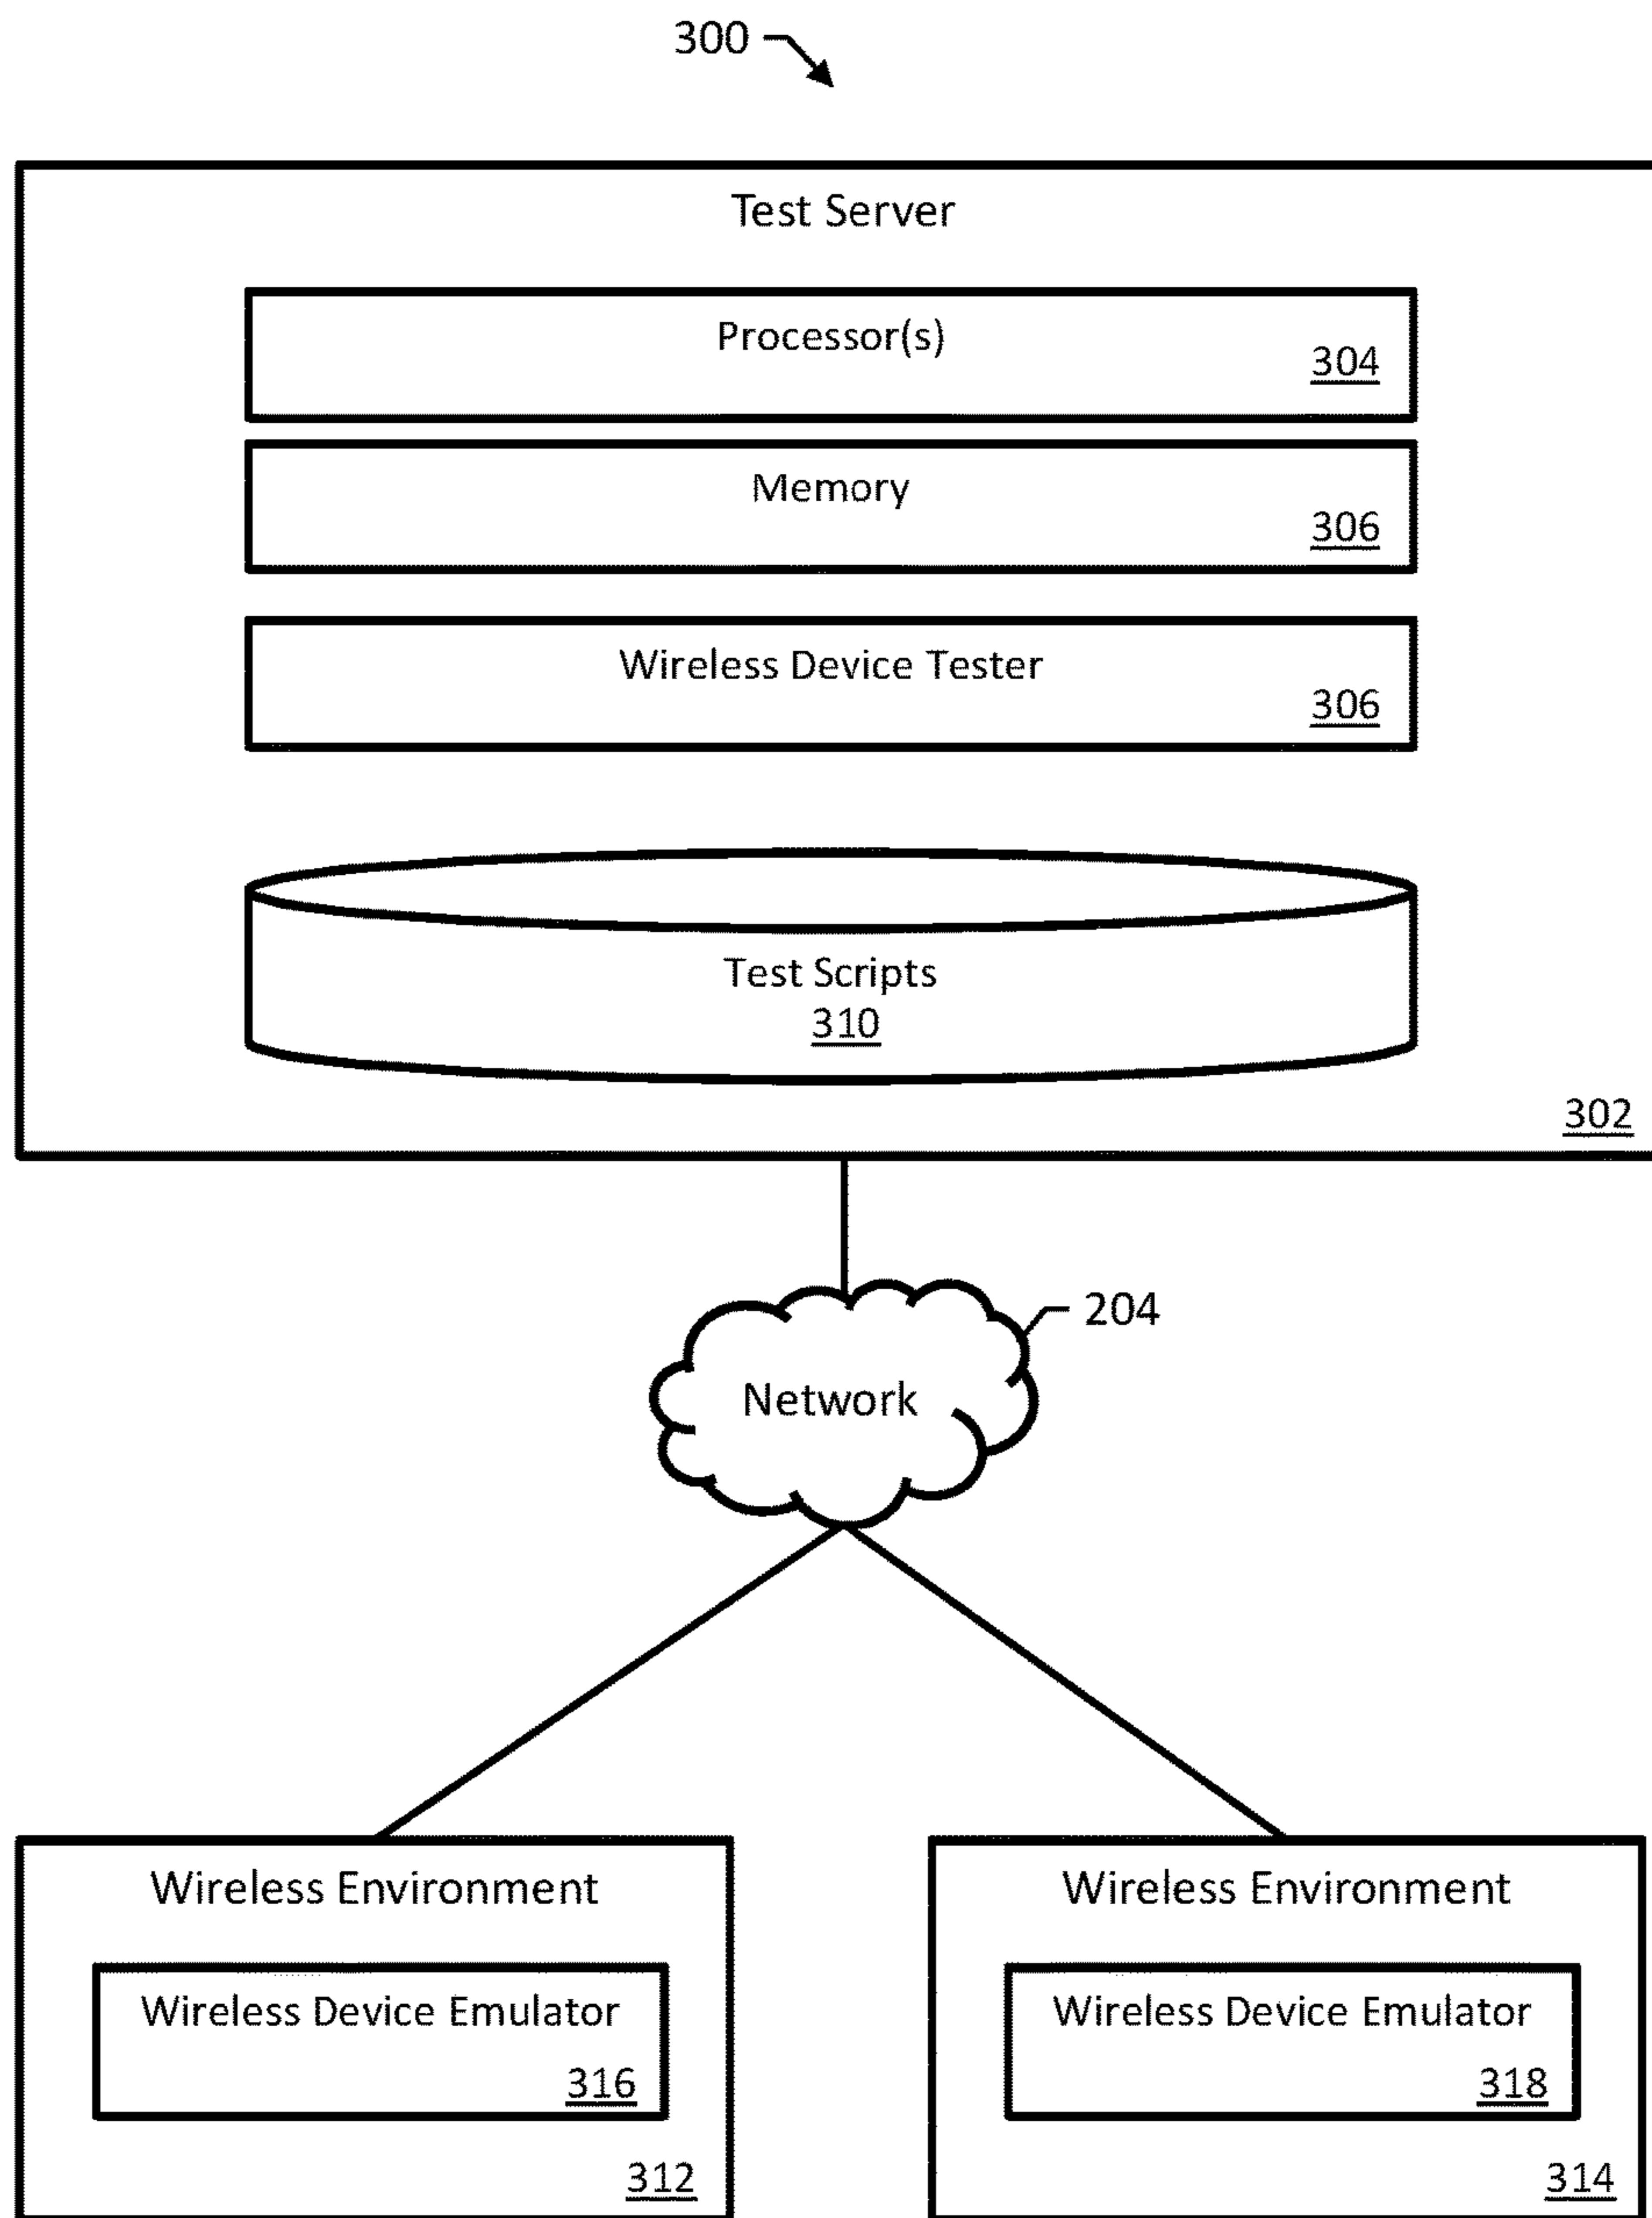 300
Test Server
Processor(s)
304
Memory
306
Wireless Device Tester
306
Test Scripts
310
302
204
Network
Wireless Environment
Wireless Device Emulator
316
312
Wireless Environment
Wireless Device Emulator
318
314